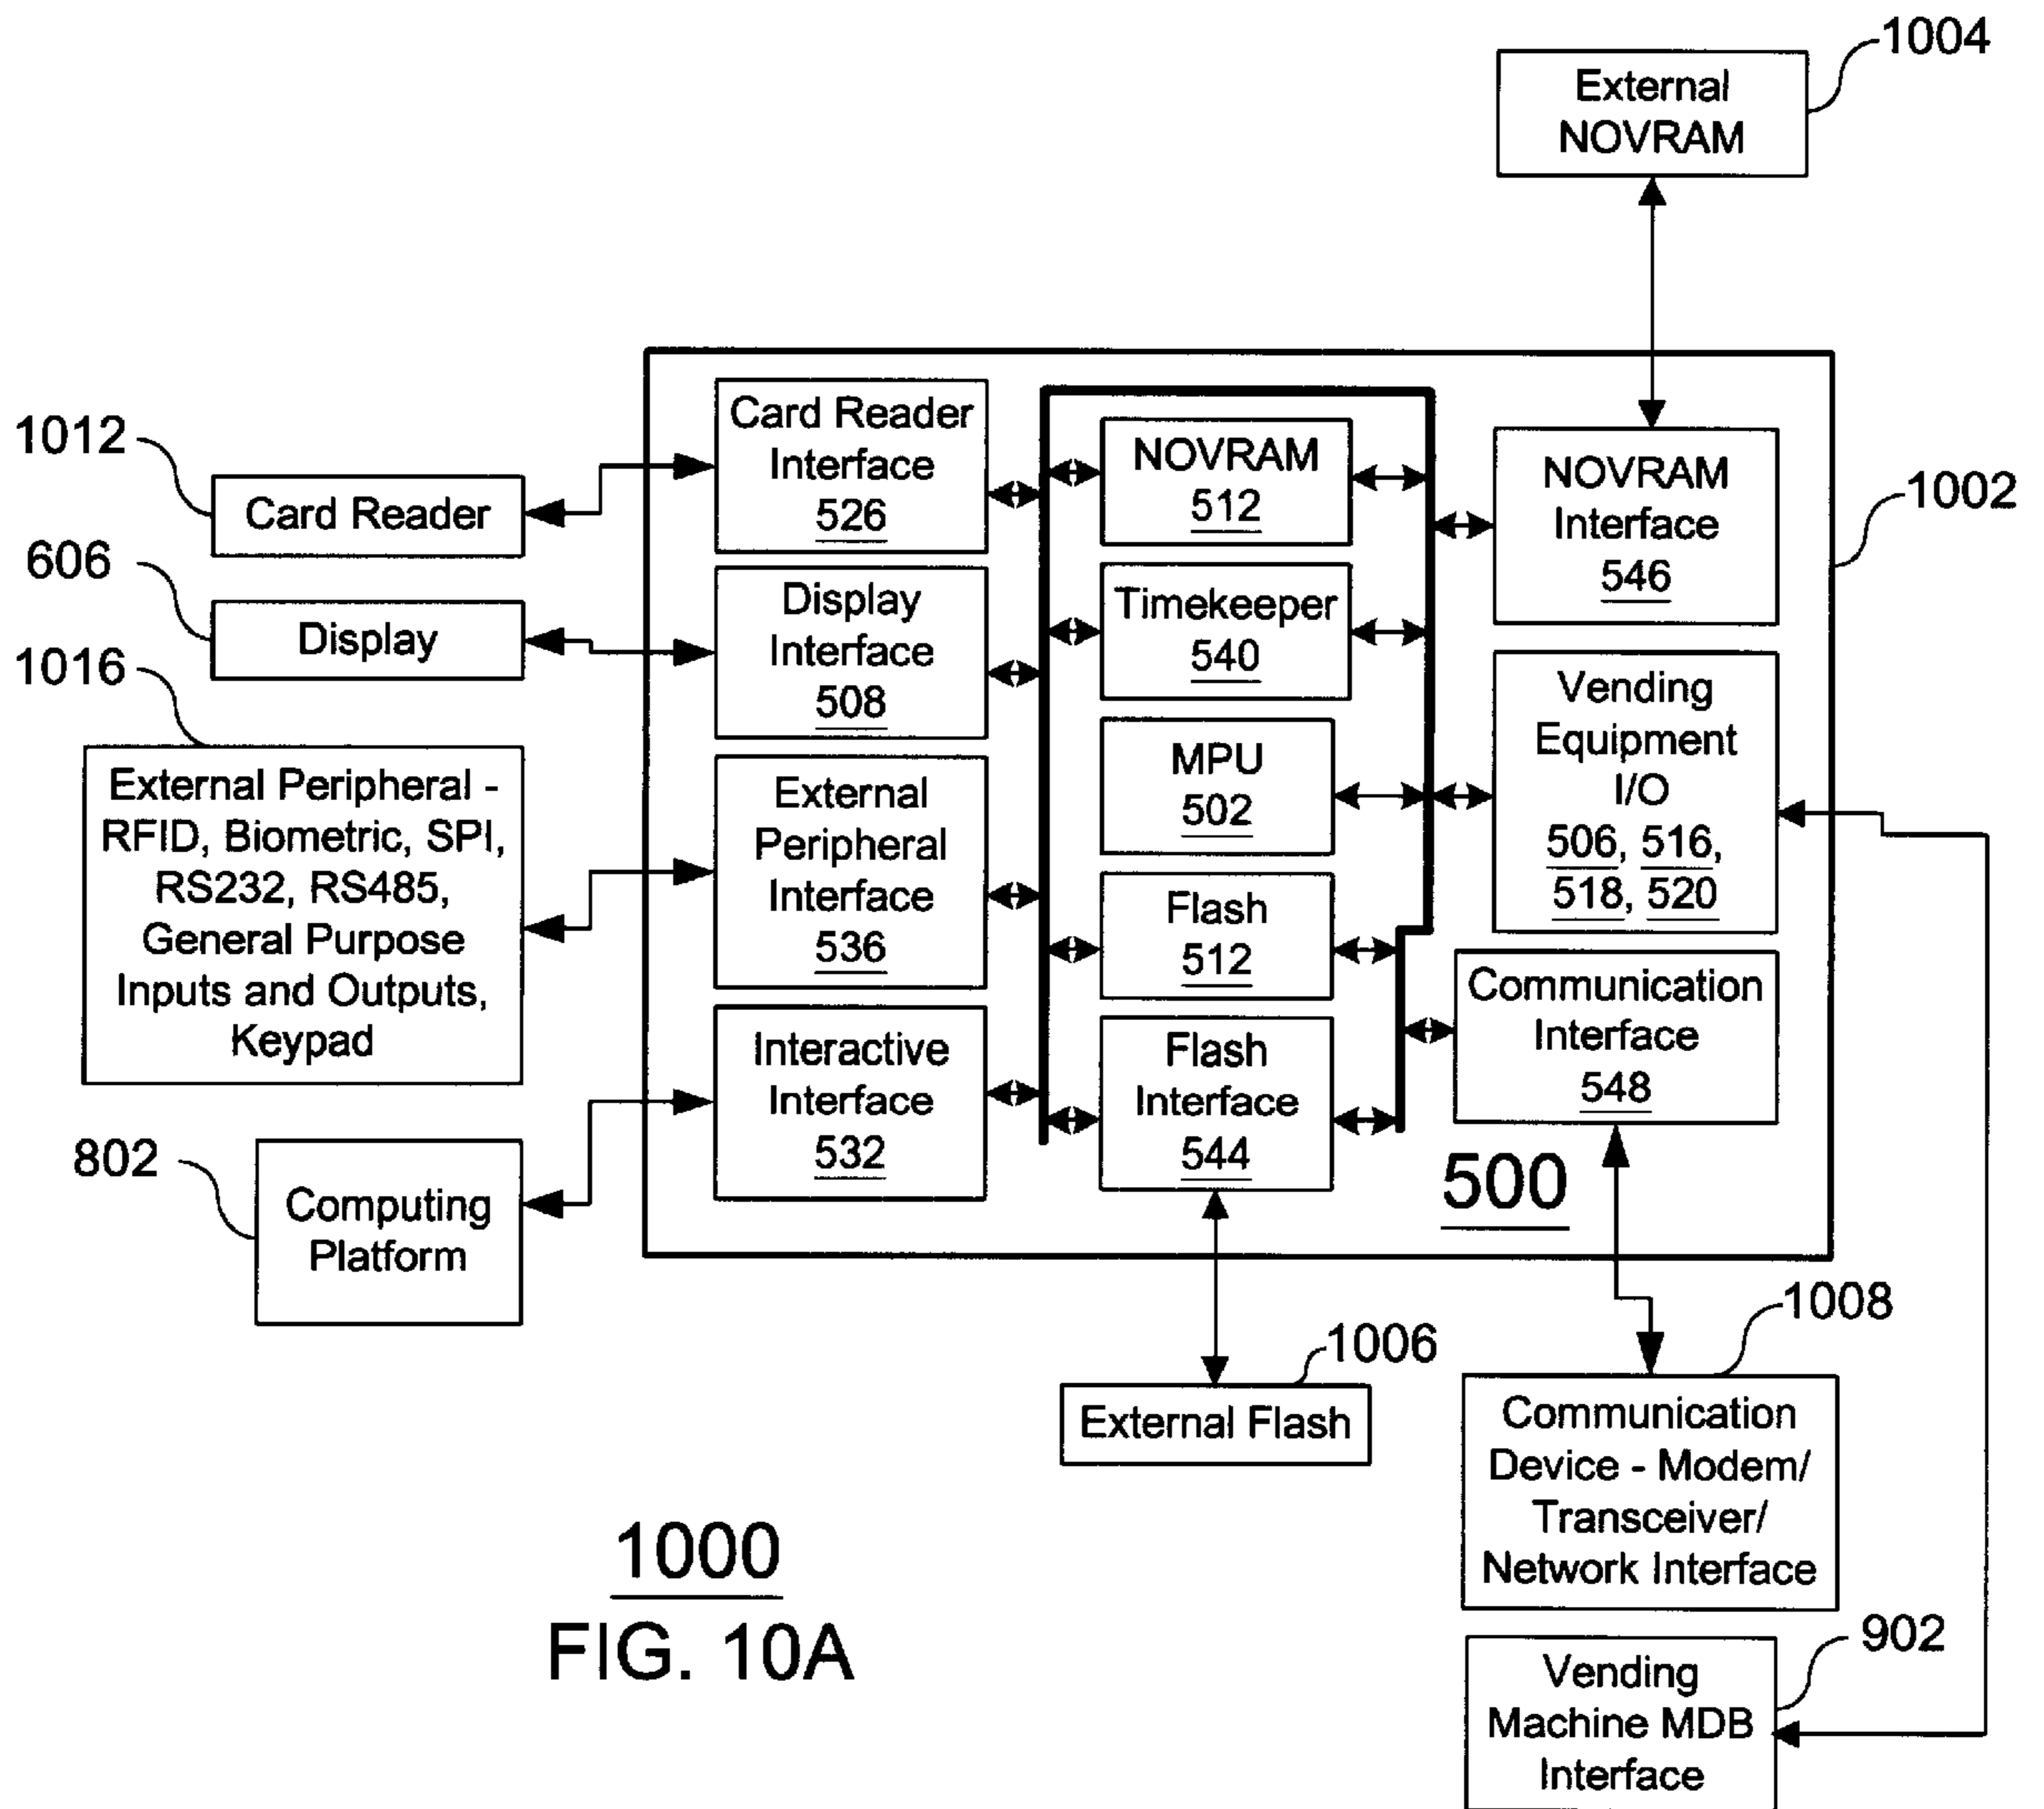 1004
External
NOVRAM
1002
1012
Card Reader
606
Display
1016
External Peripheral -
RFID, Biometric, SPI,
RS232, RS485,
General Purpose
Inputs and Outputs,
Keypad
802
Computing
Platform
Card Reader
Interface
526
Display
Interface
508
External
Peripheral
Interface
536
Interactive
Interface
532
NOVRAM
512
Timekeeper
540
MPU
502
Flash
512
Flash
Interface
544
NOVRAM
Interface
546
Vending
Equipment
I/O
506, 516,
518, 520
Communication
Interface
548
500
1006
External Flash
1008
Communication
Device - Modem/
Transceiver/
Network Interface
902
Vending
Machine MDB
Interface
1000
FIG. 10A